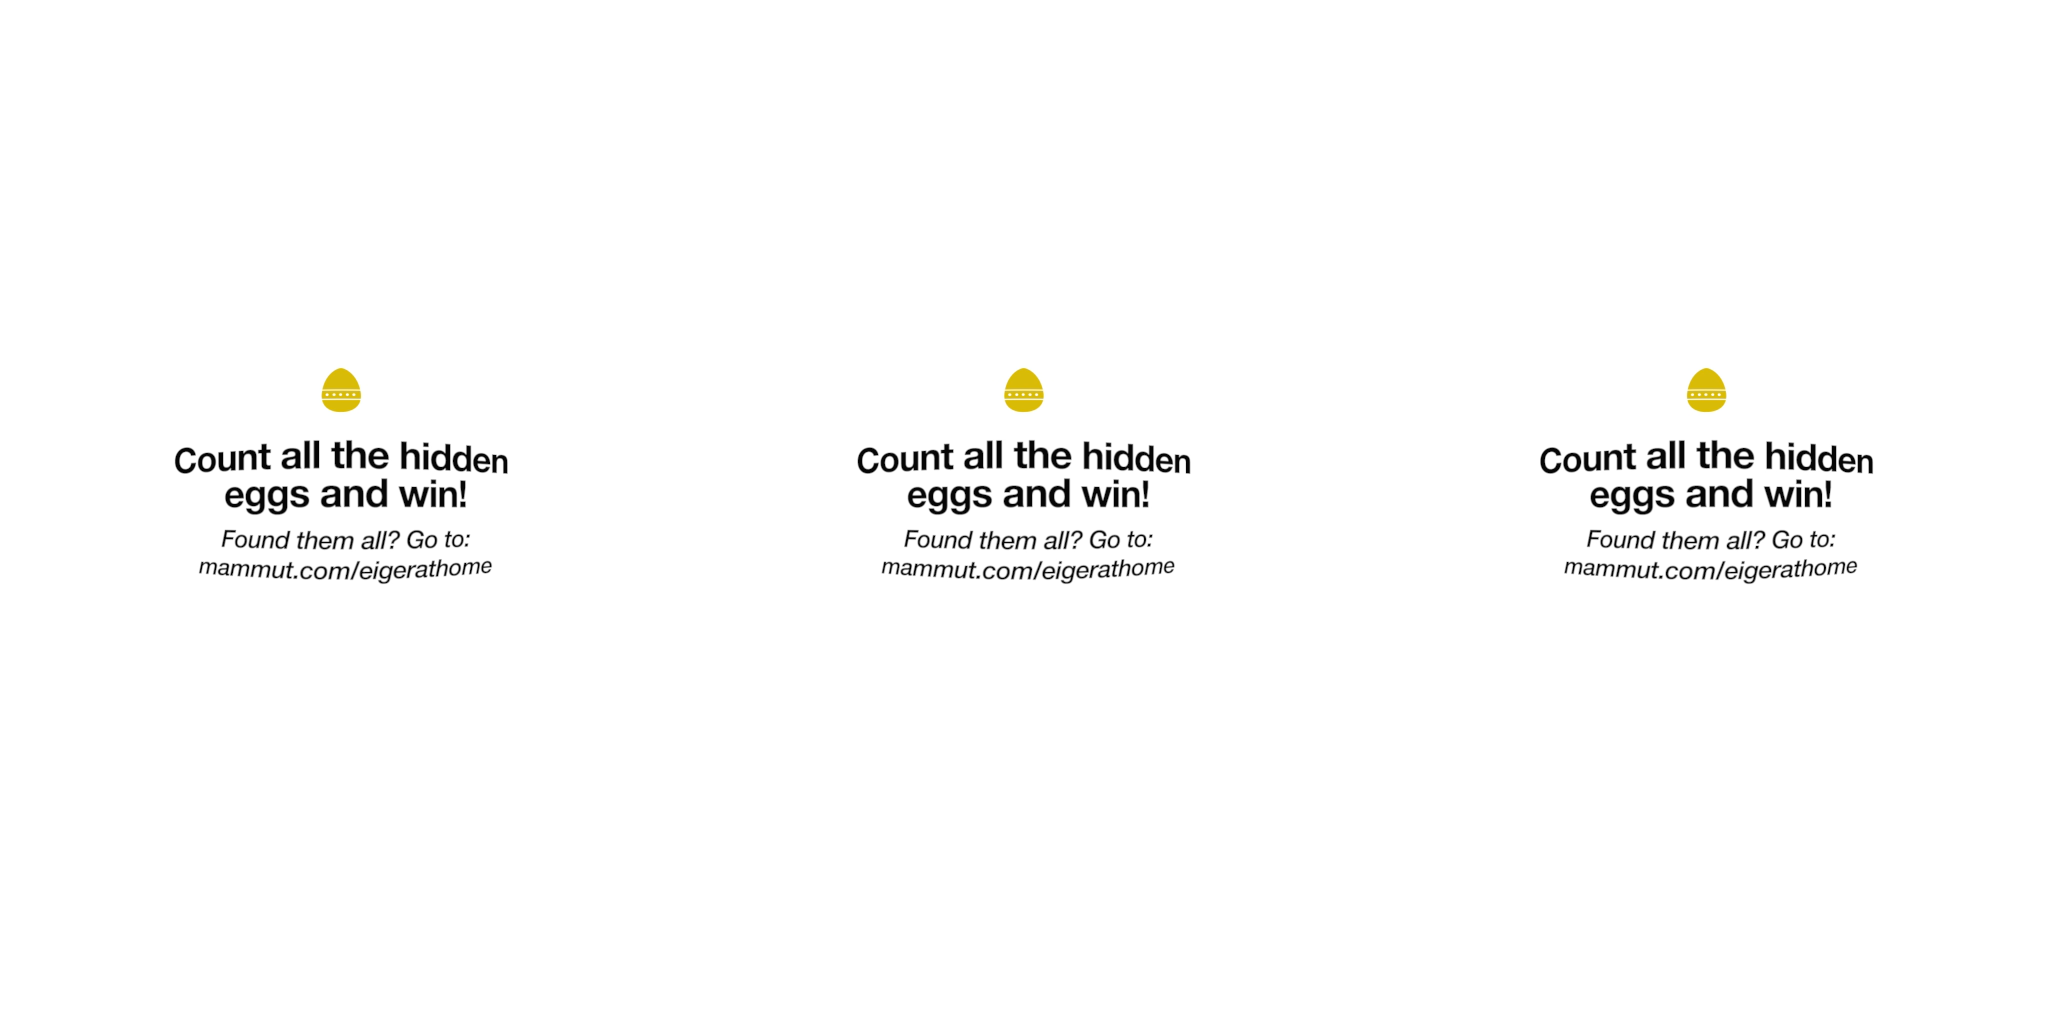 Count all the hidden
eggs and win!
Found them all? Go to:
mammut.com/eigerathome
Count all the hidden
eggs and win!
Found them all? Go to:
mammut.com/eigerathome
Count all the hidden
eggs and win!
Found them all? Go to:
mammut.com/eigerathome